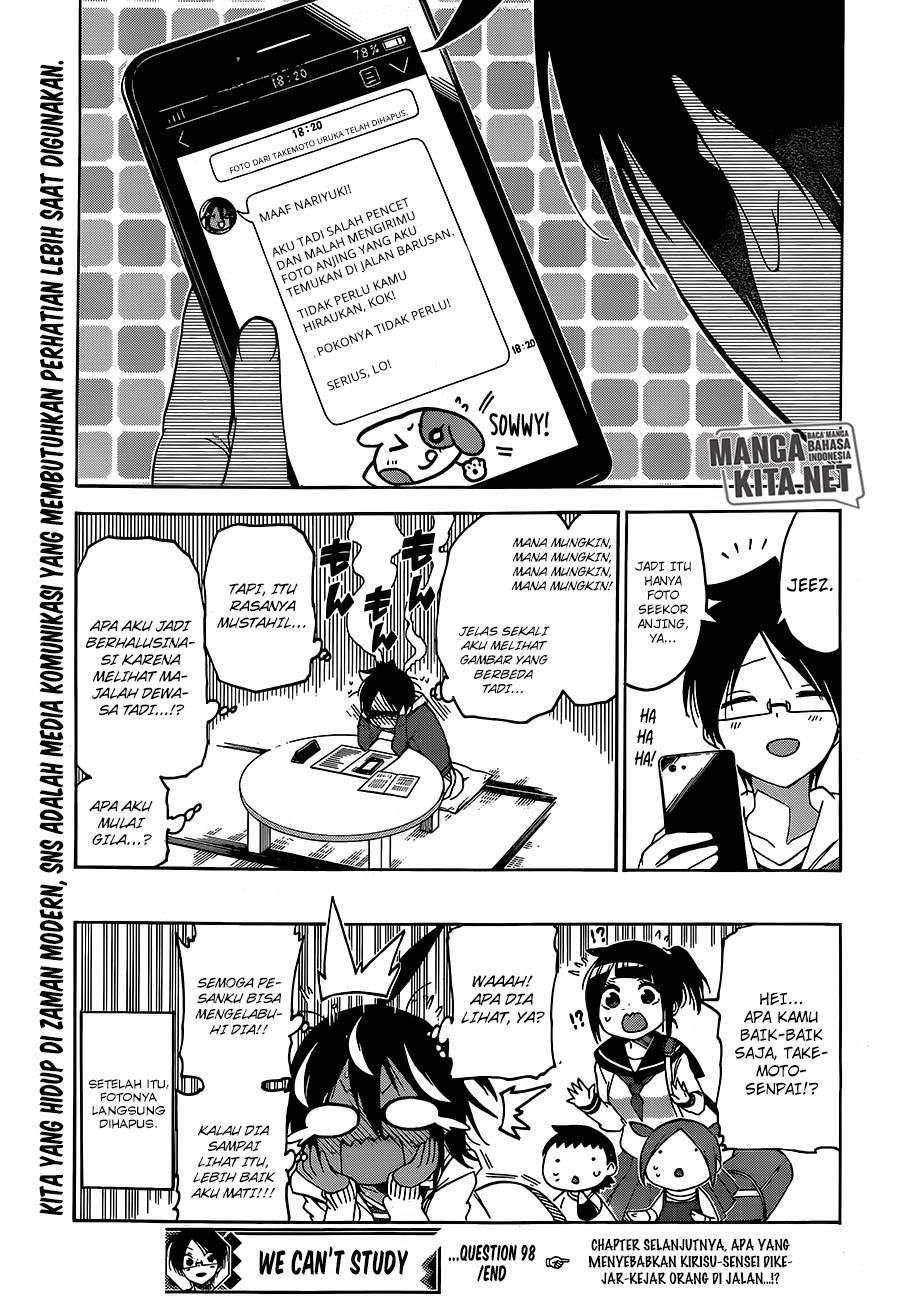 KITA YANG HIDUP DI ZAMAN MODERN, SNS ADALAH MEDIA KOMUNIKASI YANG MEMBUTUHKAN PERHATIAN LEBIH SAAT DIGUNAKAN.
78%
18:20
18:20
FOTO DARI TAKEMOTO URUKA TELAH DIHAPUS.
MAAF NARIYUKI!
AKU TADI SALAH PENCET
DAN MALAH MENGIRIMU
FOTO ANJING YANG AKU
TEMUKAN DI JALAN BARUSAN.
TIDAK PERLU KAMU
HIRAUKAN, KOK!
POKONYA TIDAK PERLU!
SERIUS, LO!
18:20
SOWWY!
MANGA
KITA.NET
BACA MANGA
BAHASA
INDONESIA
JEEZ.
JADI ITU
HANYA
FOTO
SEEKOR
ANJING,
YA...
HA
HA
HA!
MANA MUNGKIN,
MANA MUNGKIN,
MANA MUNGKIN,
MANA MUNGKIN!
JELAS SEKALI
AKU MELIHAT
GAMBAR YANG
BERBEDA
TADI...
もん
もん
もん
TAPI, ITU
RASANYA
MUSTAHIL...
APA AKU JADI
BERHALUSINA-
SI KARENA
MELIHAT MA-
JALAH DEWA-
SA TADI...!?
APA AKU
MULAI
GILA...?
HEI...
APA KAMU
BAIK-BAIK
SAJA, TAKE-
MOTO-
SENPAI!?
!?
!?
WAAAH!
APA DIA
LIHAT, YA?
SEMOGA PE-
SANKU BISA
MENGELABU-
HI DIA!!
KALAU DIA
SAMPAI
LIHAT ITU,
LEBIH BAIK
AKU MATI!!!
SETELAH ITU,
FOTONYA
LANGSUNG
DIHAPUS.
WE CAN'T STUDY
...QUESTION 98
/END
CHAPTER SELANJUTNYA, APA YANG
MENYEBABKAN KIRISU-SENSEI DIKE-
JAR-KEJAR ORANG DI JALAN...!?